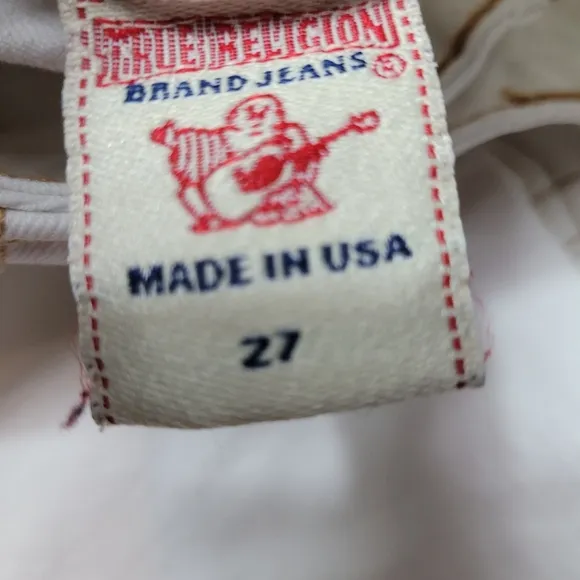 TRUE RELIGION
BRAND JEANS ®
MADE IN USA
27